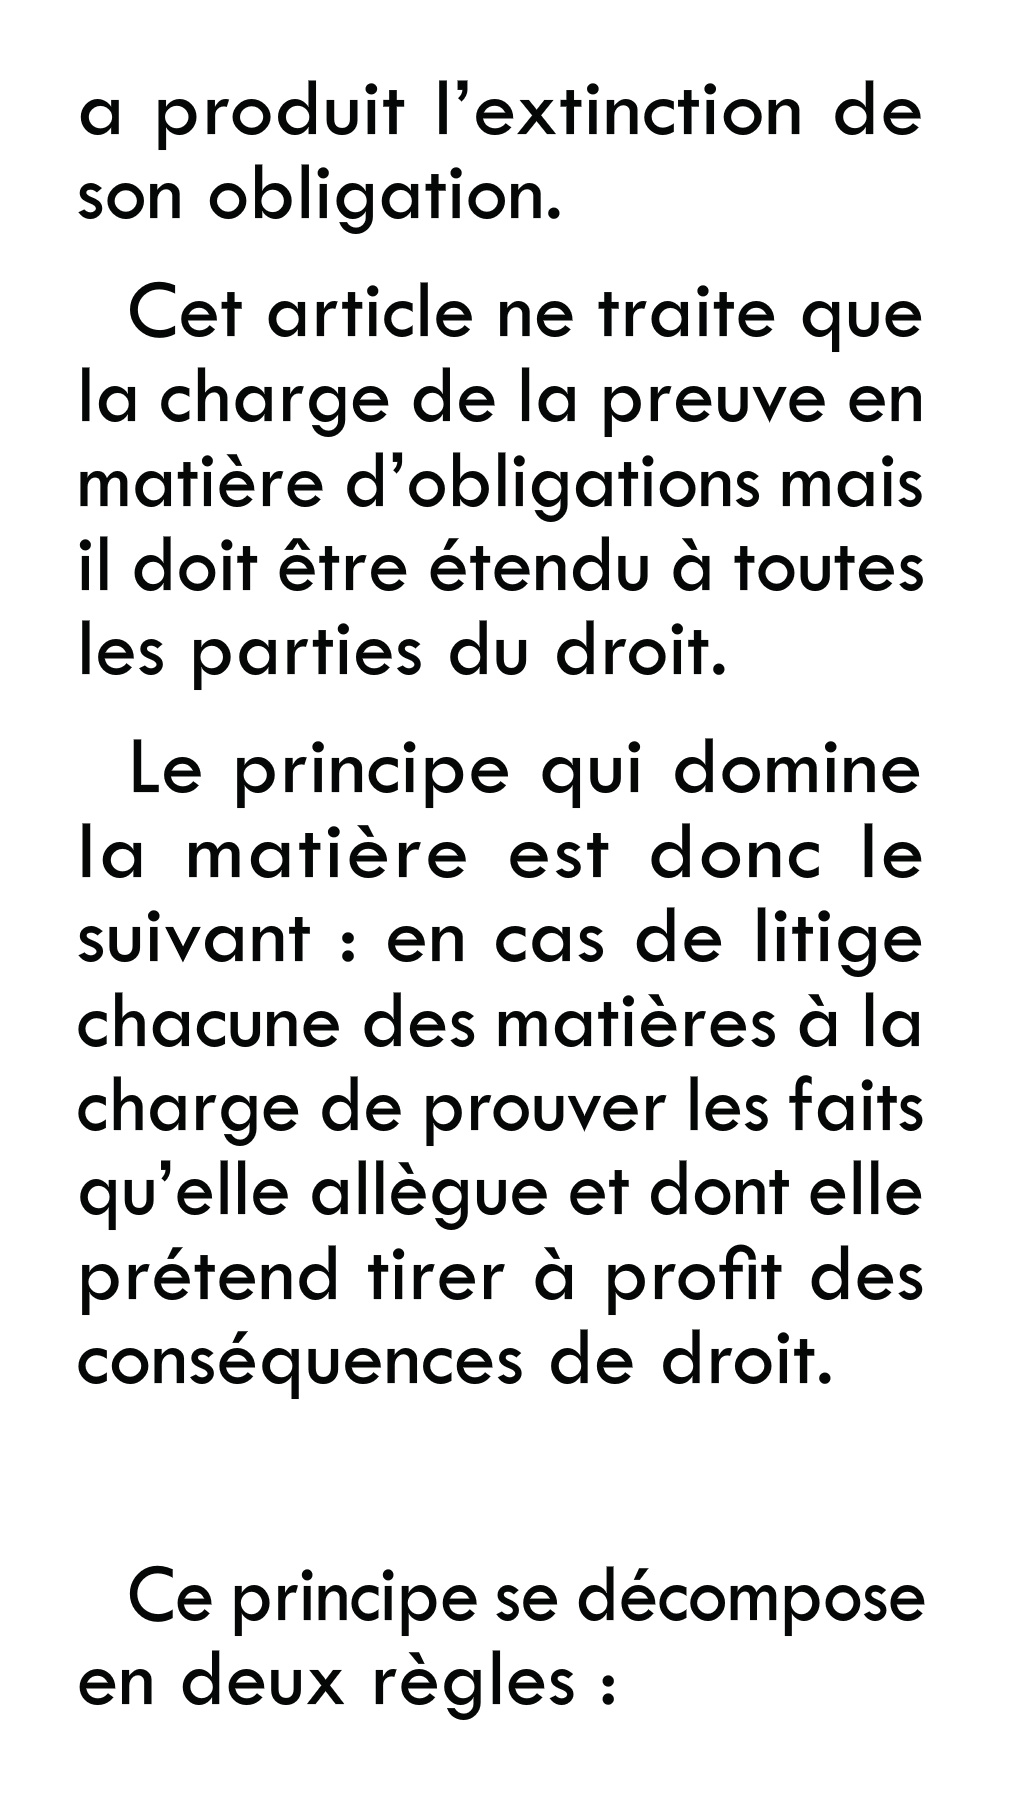 a produit l’extinction de
son obligation.
Cet article ne traite que
la charge de la preuve en
matière d’obligations mais
il doit être étendu à toutes
les parties du droit.
Le principe qui domine
la matière est donc le
suivant : en cas de litige
chacune des matières à la
charge de prouver les faits
qu’elle allègue et dont elle
prétend tirer à profit des
conséquences de droit.
Ce principe se décompose
en deux règles :